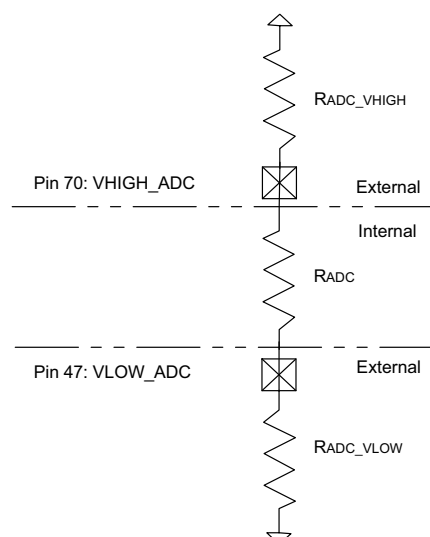 RADC_VHIGH
Pin 70: VHIGH_ADC
External
Internal
RADC
Pin 47: VLOW_ADC
External
RADC_VLOW